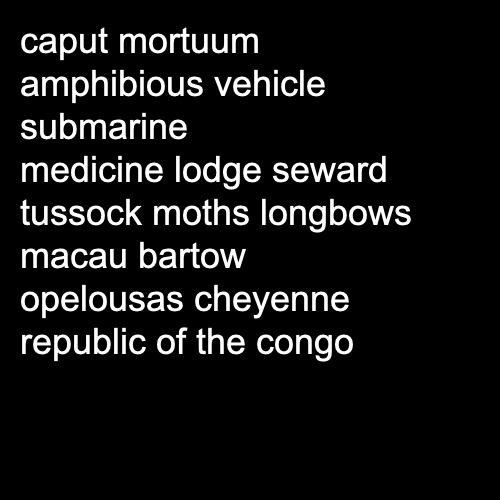 caput mortuum
amphibious vehicle
submarine
medicine lodge seward
tussock moths longbows
macau bartow
opelousas cheyenne
republic of the congo